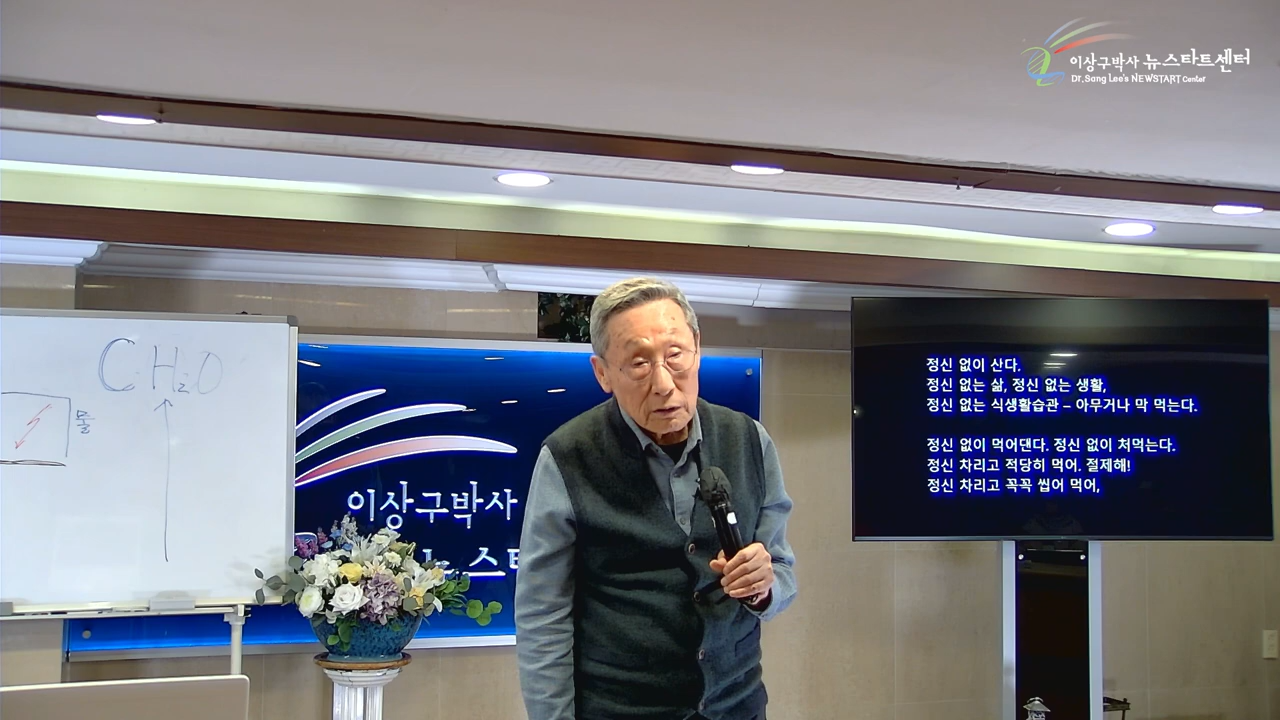 이상구박사 뉴스타트센터
Dr. Sang Lee's NEWSTART Center
CH₂O
물
이상구박사
뉴스타
정신 없이 산다.
정신 없는 삶, 정신 없는 생활,
정신 없는 식생활습관 – 아무거나 막 먹는다.
정신 없이 먹어댄다. 정신 없이 처먹는다.
정신 차리고 적당히 먹어. 절제해!
정신 차리고 꼭꼭 씹어 먹어,